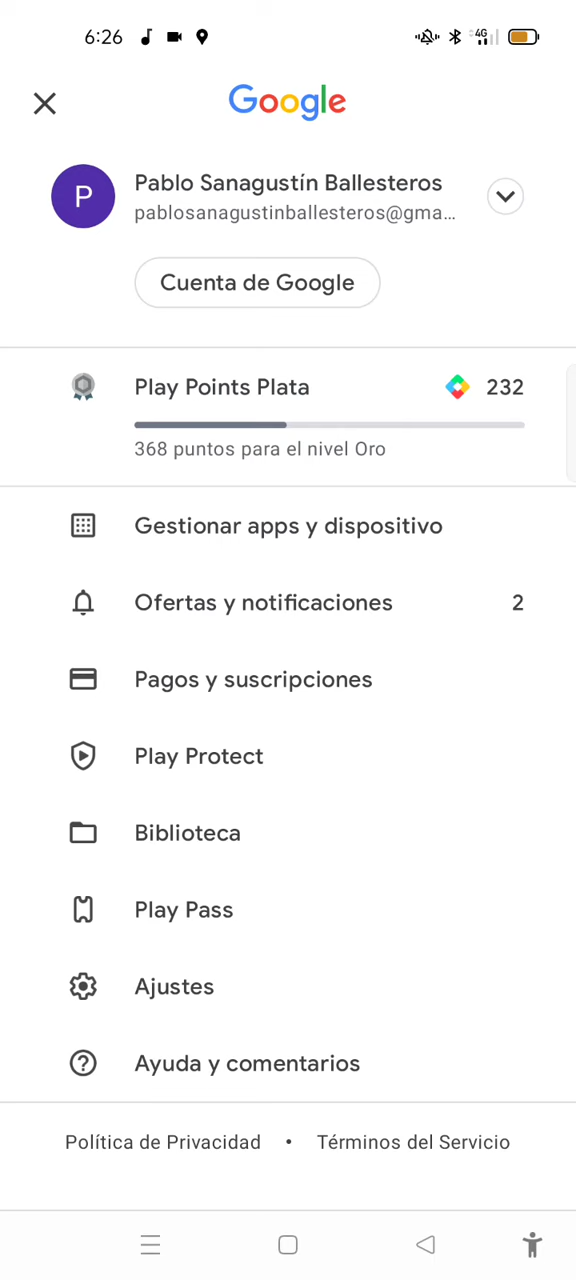 6:26 4G
Google
P
Pablo Sanagustín Ballesteros
pablosanagustinballesteros@gma...
Cuenta de Google
Play Points Plata 232
368 puntos para el nivel Oro
Gestionar apps y dispositivo
Ofertas y notificaciones 2
Pagos y suscripciones
Play Protect
Biblioteca
Play Pass
Ajustes
Ayuda y comentarios
Política de Privacidad • Términos del Servicio